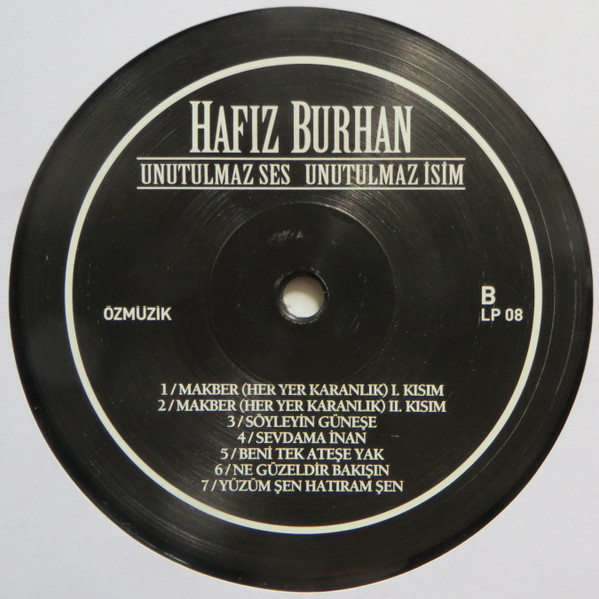 HAFIZ BURHAN
UNUTULMAZ SES UNUTULMAZ İSİM
ÖZMÜZİK
B
LP 08
1 / MAKBER (HER YER KARANLIK) I. KISIM
2 / MAKBER (HER YER KARANLIK) II. KISIM
3 / SÖYLEYİN GÜNEŞE
4 / SEVDAMA İNAN
5 / BENİ TEK ATEŞE YAK
6 / NE GÜZELDİR BAKIŞIN
7 / YÜZÜM ŞEN HATIRAM ŞEN